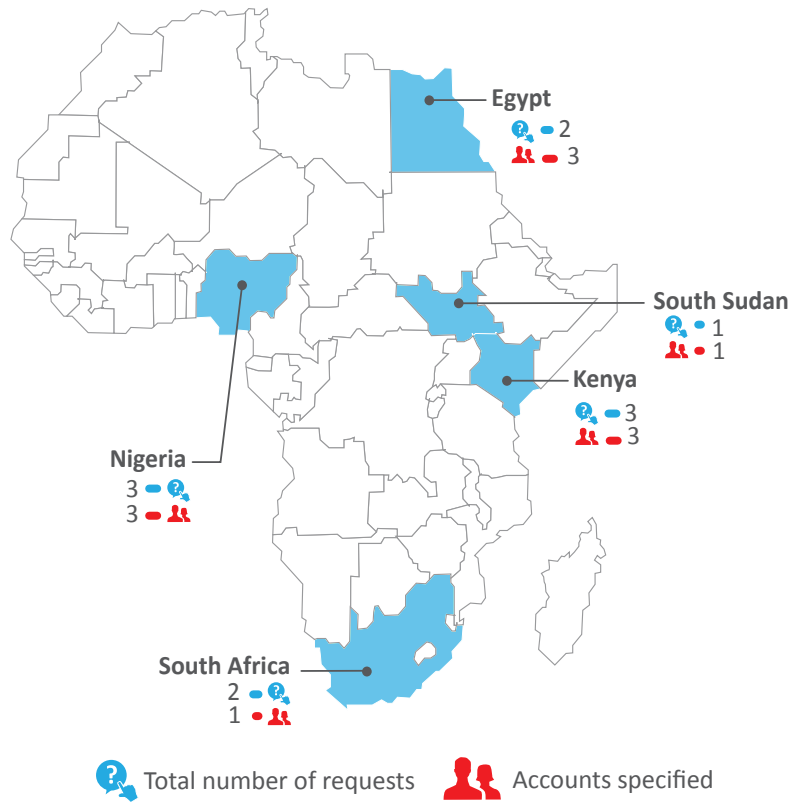 Egypt
2
3
South Sudan
1
1
Kenya
3
3
Nigeria
3
3
South Africa
2
1
? Total number of requests
Accounts specified